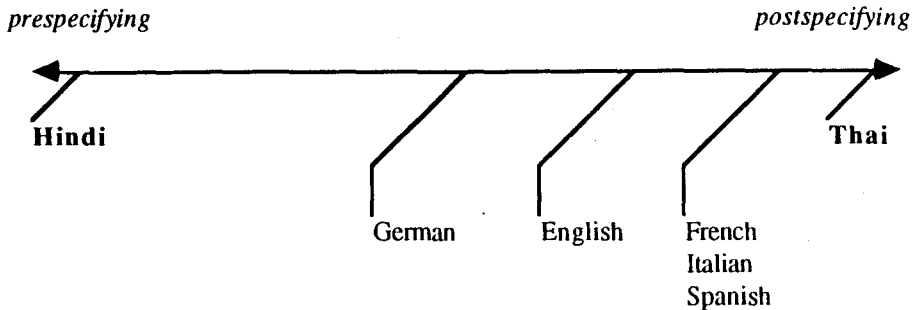 prespecifying postspecifying
Hindi Thai
German English French
Italian
Spanish